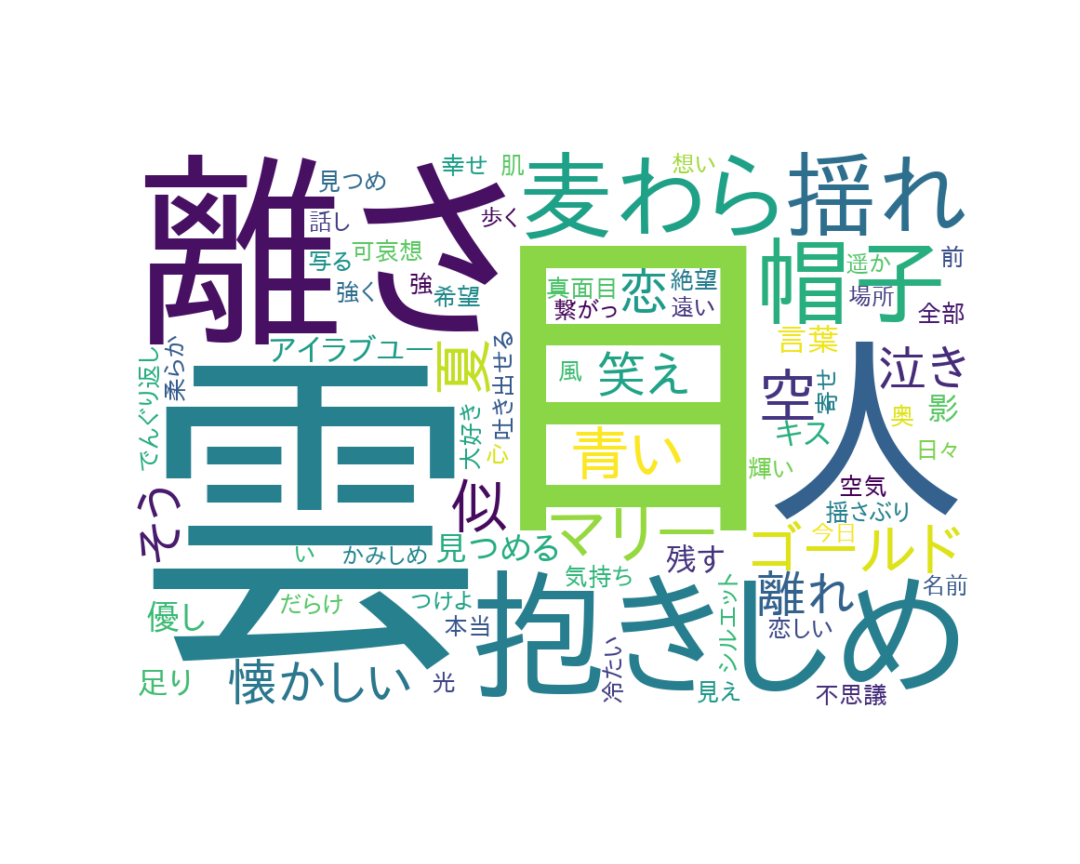 離さ
幸せ
肌
麦わら
想い
揺れ
見つめ
話し
歩く
可哀想
写る
強く
強
希望
帽子
遥か
前
場所
全部
目
真面目
恋
絶望
繋がっ
遠い
風
笑え
青い
アイラブユー
夏
吐き出せる
大好き
心
言葉
空
寄せ
泣き
奥
影
人
キス
日々
輝い
空気
揺さぶり
でんぐり返し
柔らか
雲
似
そう
マリー
ゴールド
今日
見つめる
残す
い
かみしめ
気持ち
離れ
名前
優し
だらけ
つけよ
本当
抱きしめ
シルエット
恋しい
懐かしい
足り
光
冷たい
見え
不思議